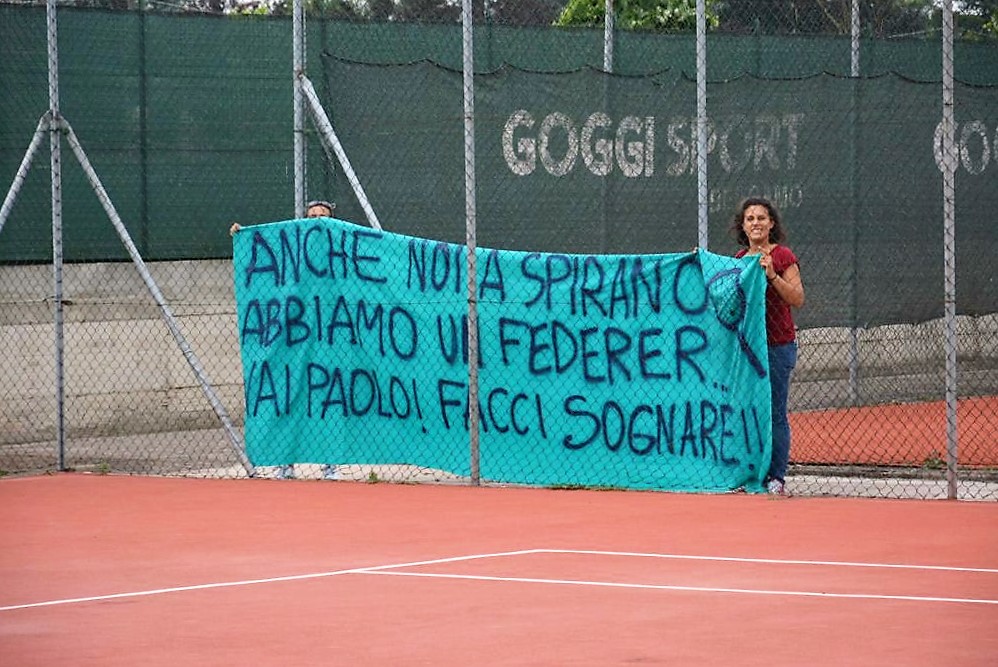 GOGGI SPORT
GO
ANCHE NOI A SPIRANO
ABBIAMO UN FEDERER...
VAI PAOLO! FACCI SOGNARE!!